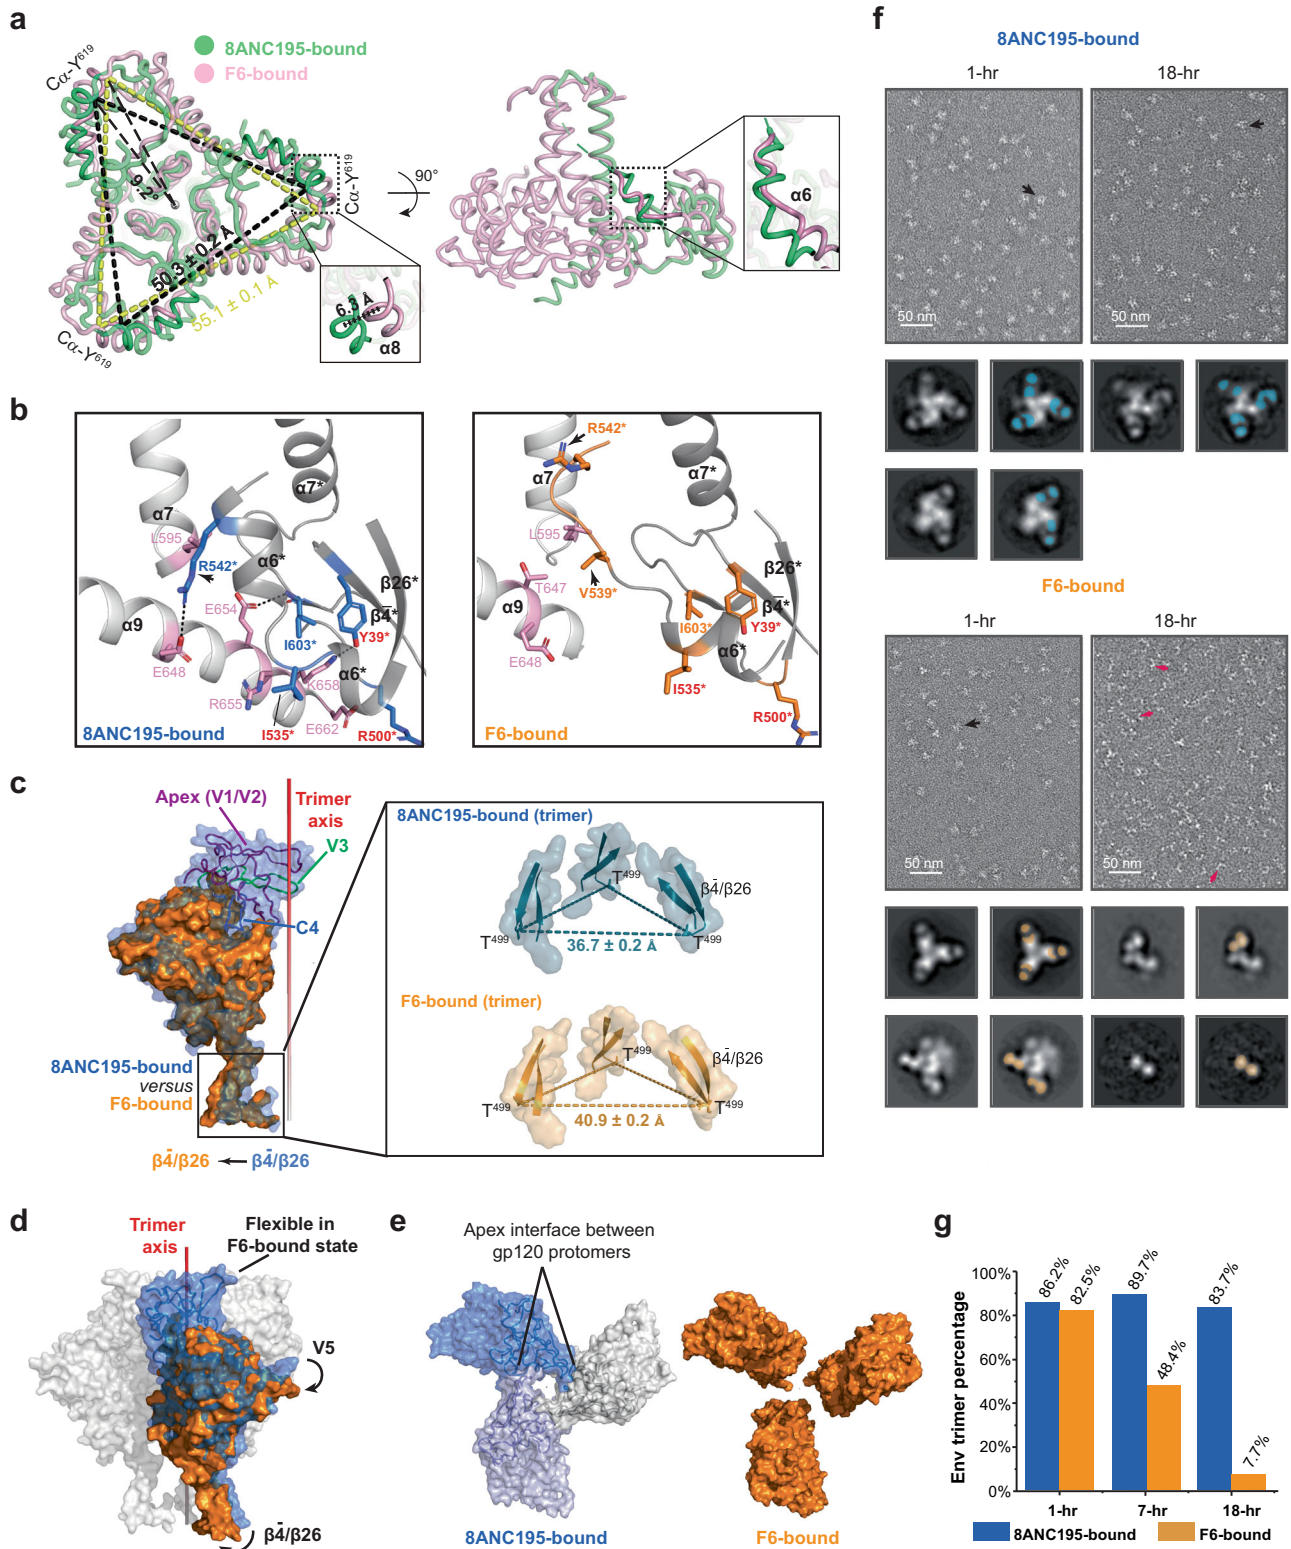 a
8ANC195-bound
F6-bound
Cα-Y⁶¹⁹
Cα-Y⁶¹⁹
Cα-Y⁶¹⁹
9.2°
50.3 ± 0.2 Å
55.1 ± 0.1 Å
6.3 Å
α8
90°
α6
b
α7
L595
R542*
α7*
α6*
β26*
β4̄*
α9
E654
I603*
Y39*
E648
R655
K658
α6*
I535*
E662
R500*
8ANC195-bound
R542*
α7
α7*
L595
T647
α9
V539*
β26*
β4̄*
I603*
Y39*
E648
α6*
I535*
R500*
F6-bound
c
Apex (V1/V2)
Trimer
axis
V3
C4
8ANC195-bound
versus
F6-bound
β4̄/β26
β4̄/β26
8ANC195-bound (trimer)
T⁴⁹⁹
β4̄/β26
T⁴⁹⁹
T⁴⁹⁹
36.7 ± 0.2 Å
F6-bound (trimer)
T⁴⁹⁹
β4̄/β26
T⁴⁹⁹
T⁴⁹⁹
40.9 ± 0.2 Å
d
Trimer
axis
Flexible in
F6-bound state
V5
β4̄/β26
e
Apex interface between
gp120 protomers
8ANC195-bound
F6-bound
f
8ANC195-bound
1-hr
18-hr
50 nm
50 nm
F6-bound
1-hr
18-hr
50 nm
50 nm
g
Env trimer percentage
100%
80%
60%
40%
20%
0%
86.2%
82.5%
89.7%
48.4%
83.7%
7.7%
1-hr
7-hr
18-hr
8ANC195-bound
F6-bound